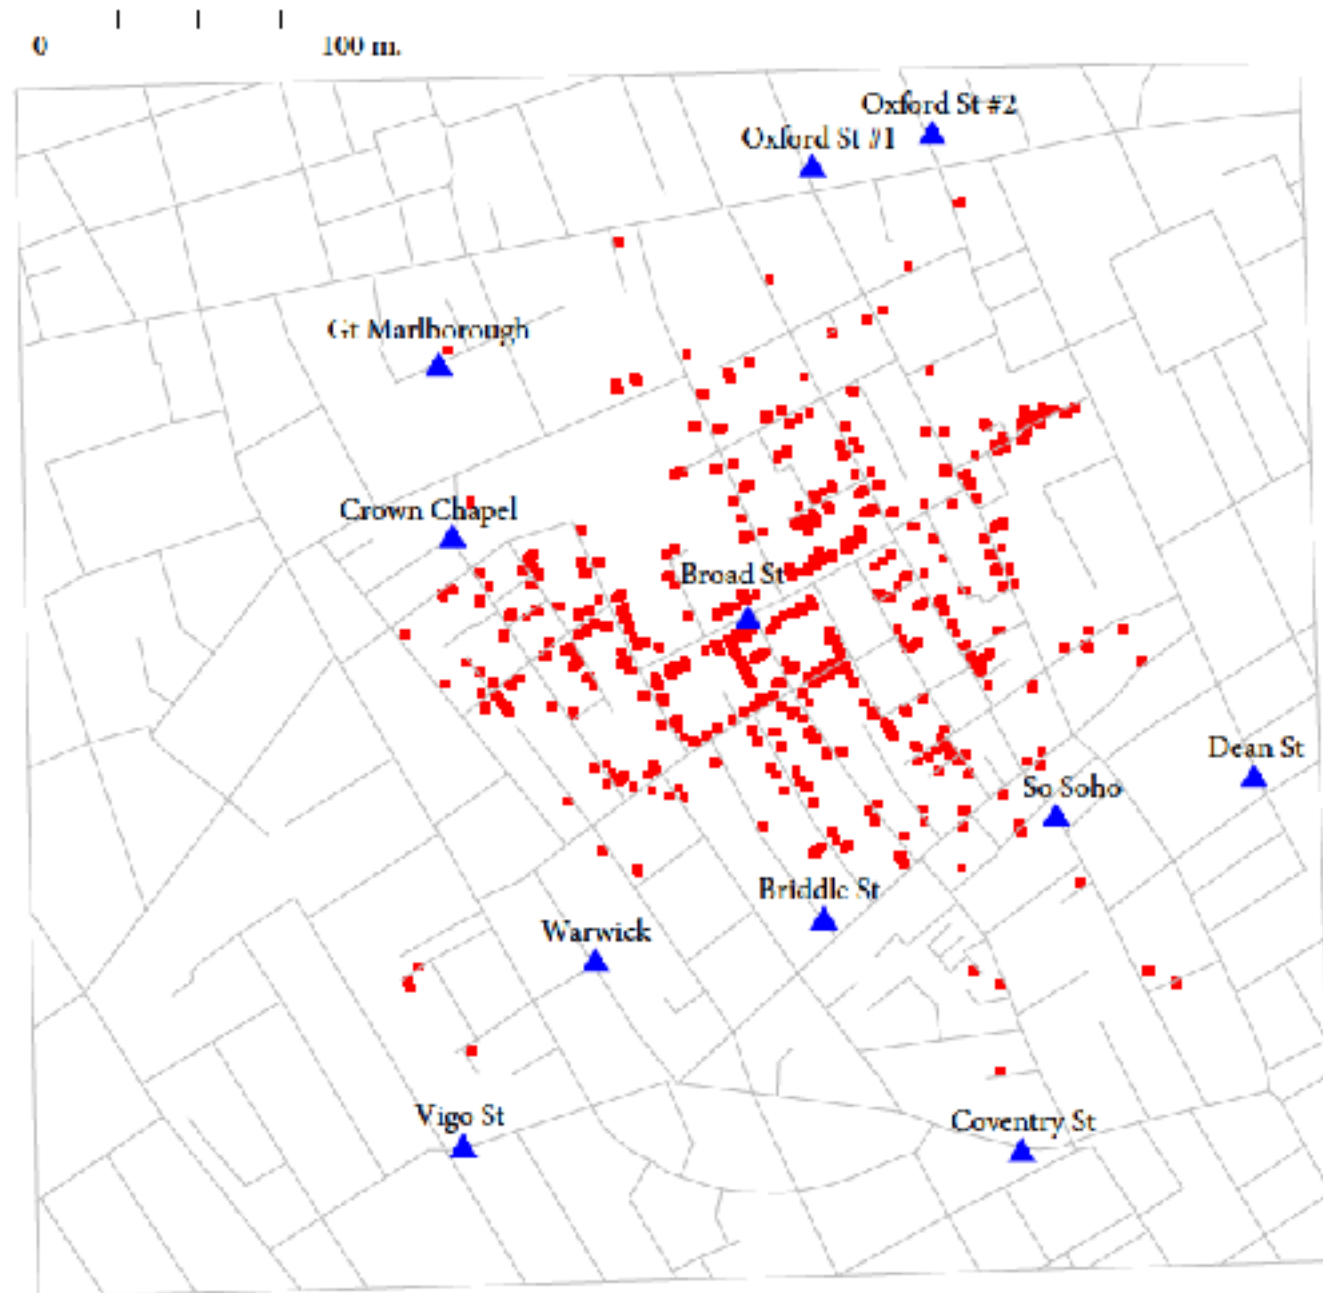 0 100 m.
Oxford St #2
Oxford St #1
Gt Marlborough
Crown Chapel
Broad St
Dean St
So Soho
Briddle St
Warwick
Vigo St
Coventry St